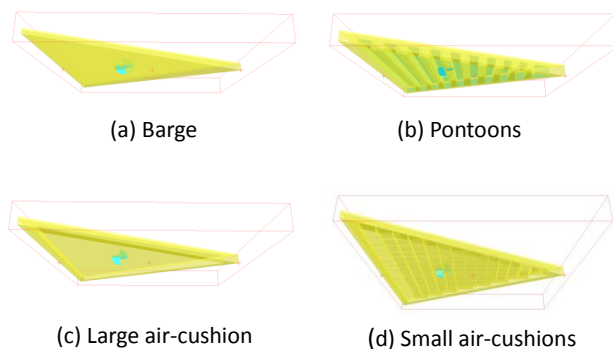 (a) Barge
(b) Pontoons
(c) Large air-cushion
(d) Small air-cushions